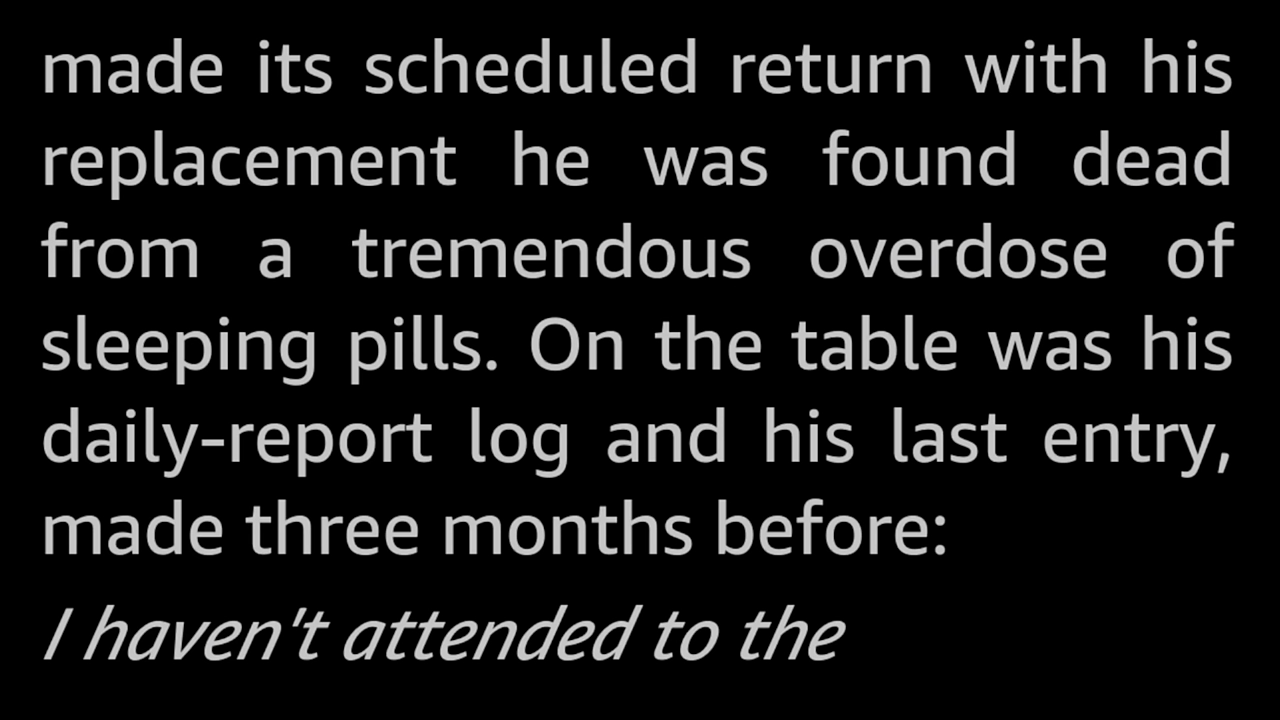 made its scheduled return with his
replacement he was found dead
from a tremendous overdose of
sleeping pills. On the table was his
daily-report log and his last entry,
made three months before:
I haven't attended to the